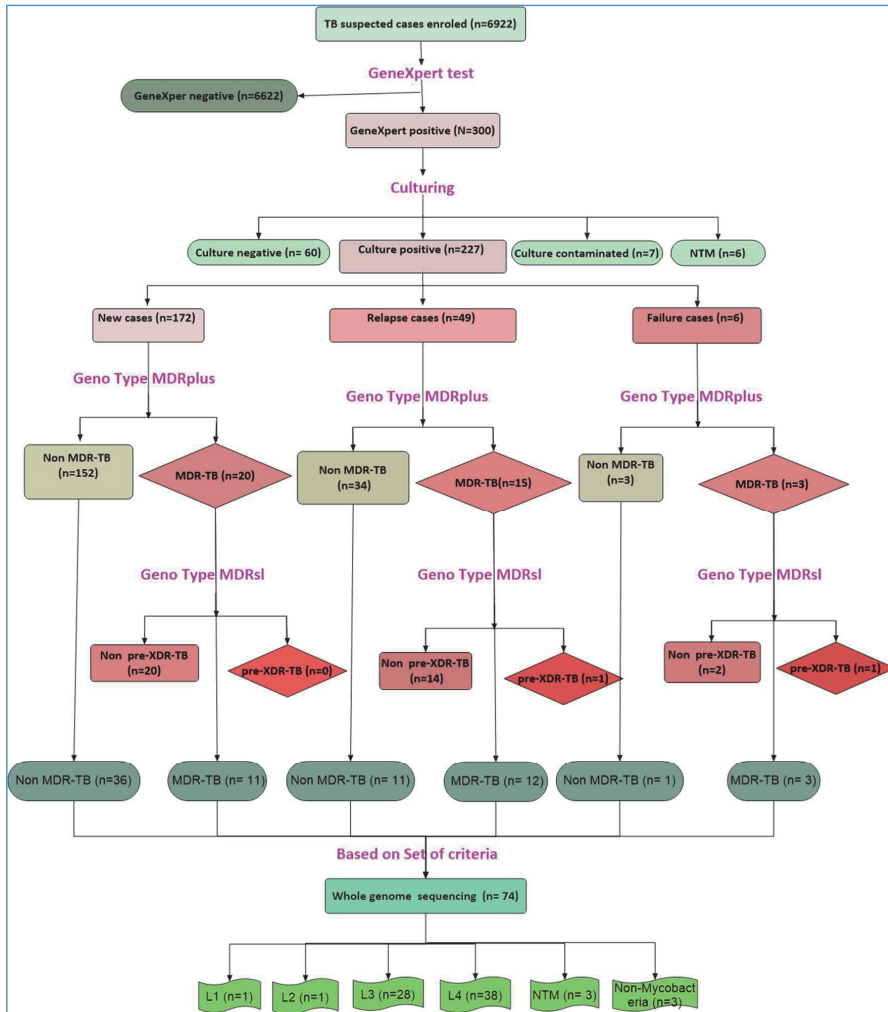 TB suspected cases enroled (n=6922)
GeneXpert test
GeneXper negative (n=6622)
GeneXpert positive (N=300)
Culturing
Culture negative (n= 60)
Culture positive (n=227)
Culture contaminated (n=7)
NTM (n=6)
New cases (n=172)
Relapse cases (n=49)
Failure cases (n=6)
Geno Type MDRplus
Geno Type MDRplus
Geno Type MDRplus
Non MDR-TB
(n=152)
MDR-TB (n=20)
Non MDR-TB
(n=34)
MDR-TB(n=15)
Non MDR-TB
(n=3)
MDR-TB (n=3)
Geno Type MDRsl
Geno Type MDRsl
Geno Type MDRsl
Non pre-XDR-TB
(n=20)
pre-XDR-TB (n=0)
Non pre-XDR-TB
(n=14)
pre-XDR-TB (n=1)
Non pre-XDR-TB
(n=2)
pre-XDR-TB (n=1)
Non MDR-TB (n=36)
MDR-TB (n= 11)
Non MDR-TB (n= 11)
MDR-TB (n= 12)
Non MDR-TB (n= 1)
MDR-TB (n= 3)
Based on Set of criteria
Whole genome sequencing (n= 74)
L1 (n=1)
L2 (n=1)
L3 (n=28)
L4 (n=38)
NTM (n= 3)
Non-Mycobact
eria (n=3)